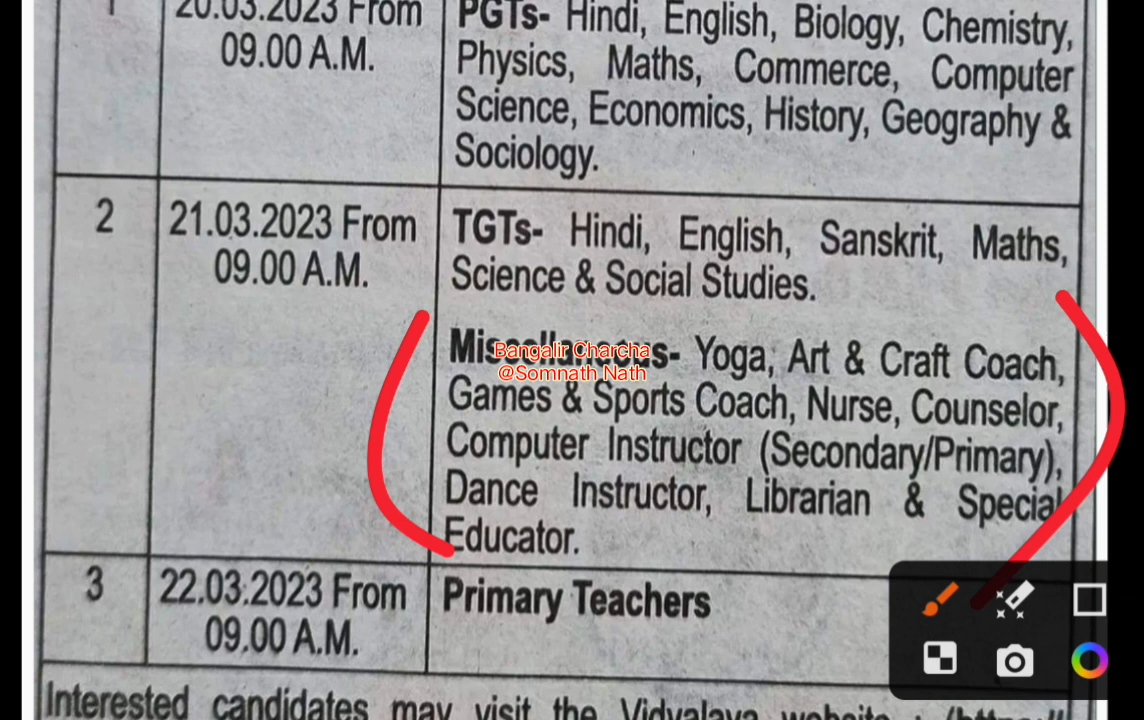 1
20.03.2023 From
09.00 A.M.
PGTs- Hindi, English, Biology, Chemistry,
Physics, Maths, Commerce, Computer
Science, Economics, History, Geography &
Sociology.
2
21.03.2023 From
09.00 A.M.
TGTs- Hindi, English, Sanskrit, Maths,
Science & Social Studies.
Miscellaneous- Yoga, Art & Craft Coach,
Bangalir Charcha
@Somnath Nath
Games & Sports Coach, Nurse, Counselor,
Computer Instructor (Secondary/Primary),
Dance Instructor, Librarian & Special
Educator.
3
22.03.2023 From
09.00 A.M.
Primary Teachers
Interested candidates may visit the Vidyalaya website :